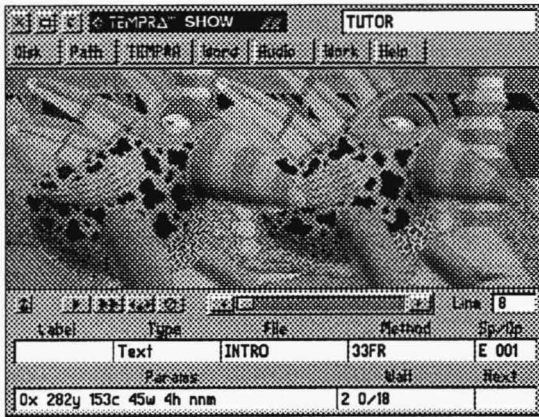 TEMPRA™ SHOW TUTOR
Disk Path TEMPRA Word Audio Work Help
Line 8
Label Type File Method Sp/Op
Text INTRO 33FR E 001
Params Wait Next
0x 282y 153c 45w 4h nnm 2 0/18